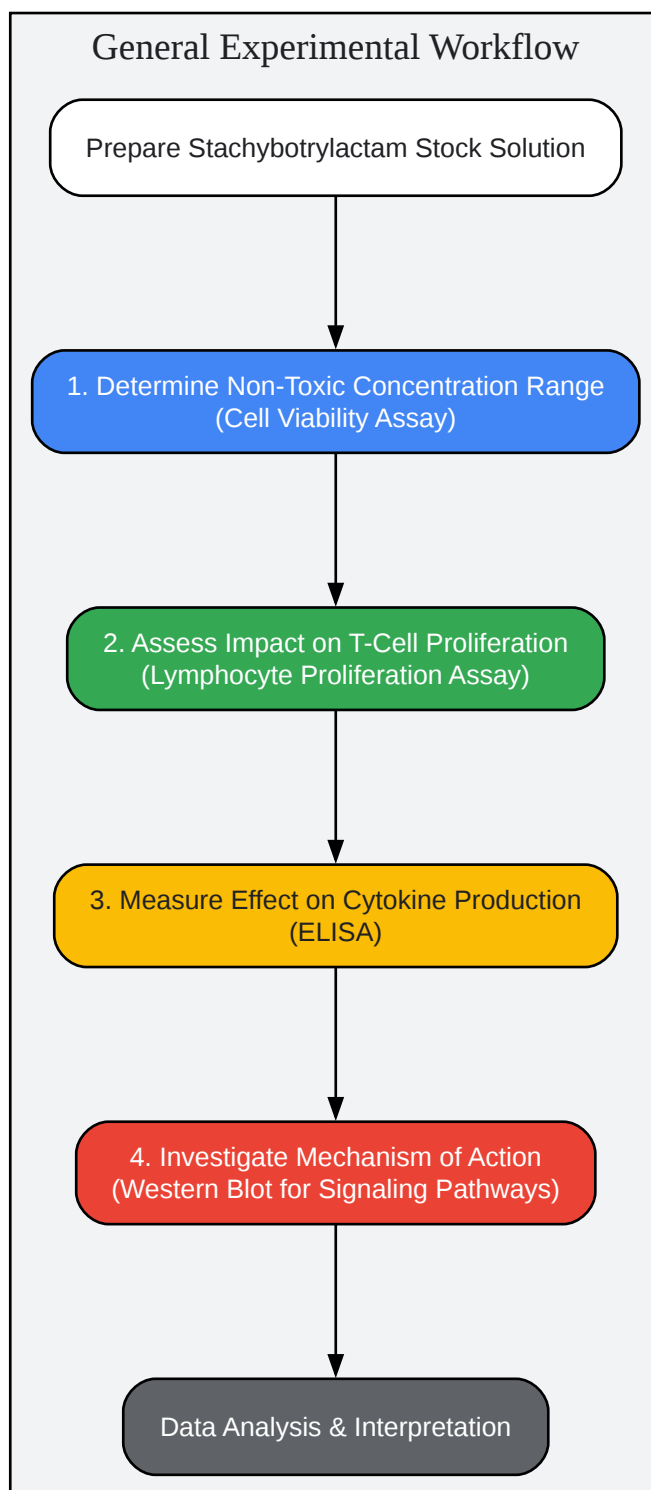 General Experimental Workflow
Prepare Stachybotrylactam Stock Solution
1. Determine Non-Toxic Concentration Range
(Cell Viability Assay)
2. Assess Impact on T-Cell Proliferation
(Lymphocyte Proliferation Assay)
3. Measure Effect on Cytokine Production
(ELISA)
4. Investigate Mechanism of Action
(Western Blot for Signaling Pathways)
Data Analysis & Interpretation